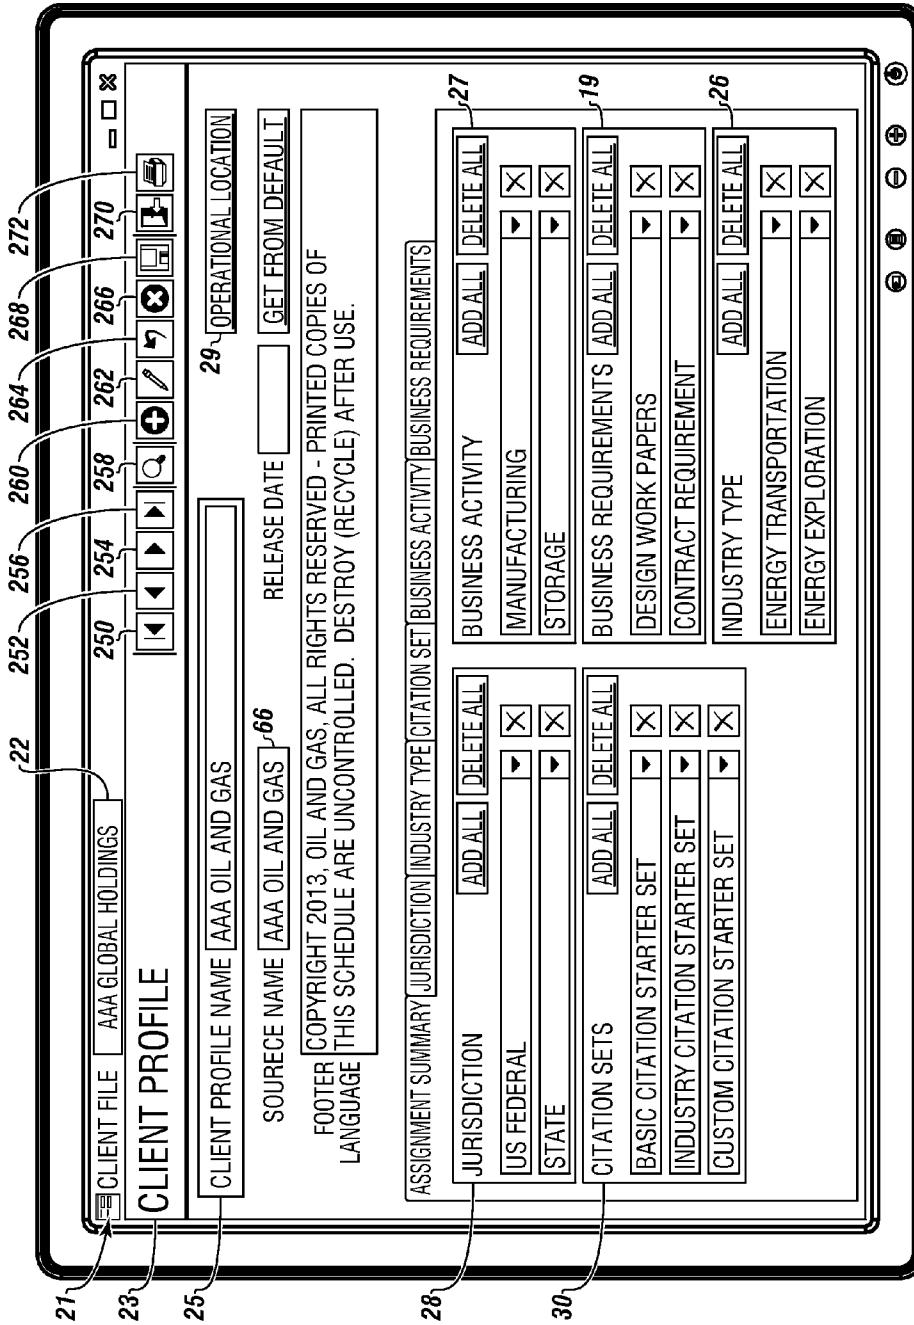 272
268
270
264
266
260
262
256
258
252
254
250
22
21
CLIENT FILE
AAA GLOBAL HOLDINGS
23
CLIENT PROFILE
25
CLIENT PROFILE NAME
AAA OIL AND GAS
29
OPERATIONAL LOCATION
SOURECE NAME
AAA OIL AND GAS
66
RELEASE DATE
GET FROM DEFAULT
FOOTER
LANGUAGE
COPYRIGHT 2013, OIL AND GAS, ALL RIGHTS RESERVED - PRINTED COPIES OF
THIS SCHEDULE ARE UNCONTROLLED. DESTROY (RECYCLE) AFTER USE.
ASSIGNMENT SUMMARY
JURISDICTION
INDUSTRY TYPE
CITATION SET
BUSINESS ACTIVITY
BUSINESS REQUIREMENTS
28
JURISDICTION
ADD ALL
DELETE ALL
US FEDERAL
STATE
30
CITATION SETS
ADD ALL
DELETE ALL
BASIC CITATION STARTER SET
INDUSTRY CITATION STARTER SET
CUSTOM CITATION STARTER SET
27
BUSINESS ACTIVITY
ADD ALL
DELETE ALL
MANUFACTURING
STORAGE
19
BUSINESS REQUIREMENTS
ADD ALL
DELETE ALL
DESIGN WORK PAPERS
CONTRACT REQUIREMENT
26
INDUSTRY TYPE
ADD ALL
DELETE ALL
ENERGY TRANSPORTATION
ENERGY EXPLORATION